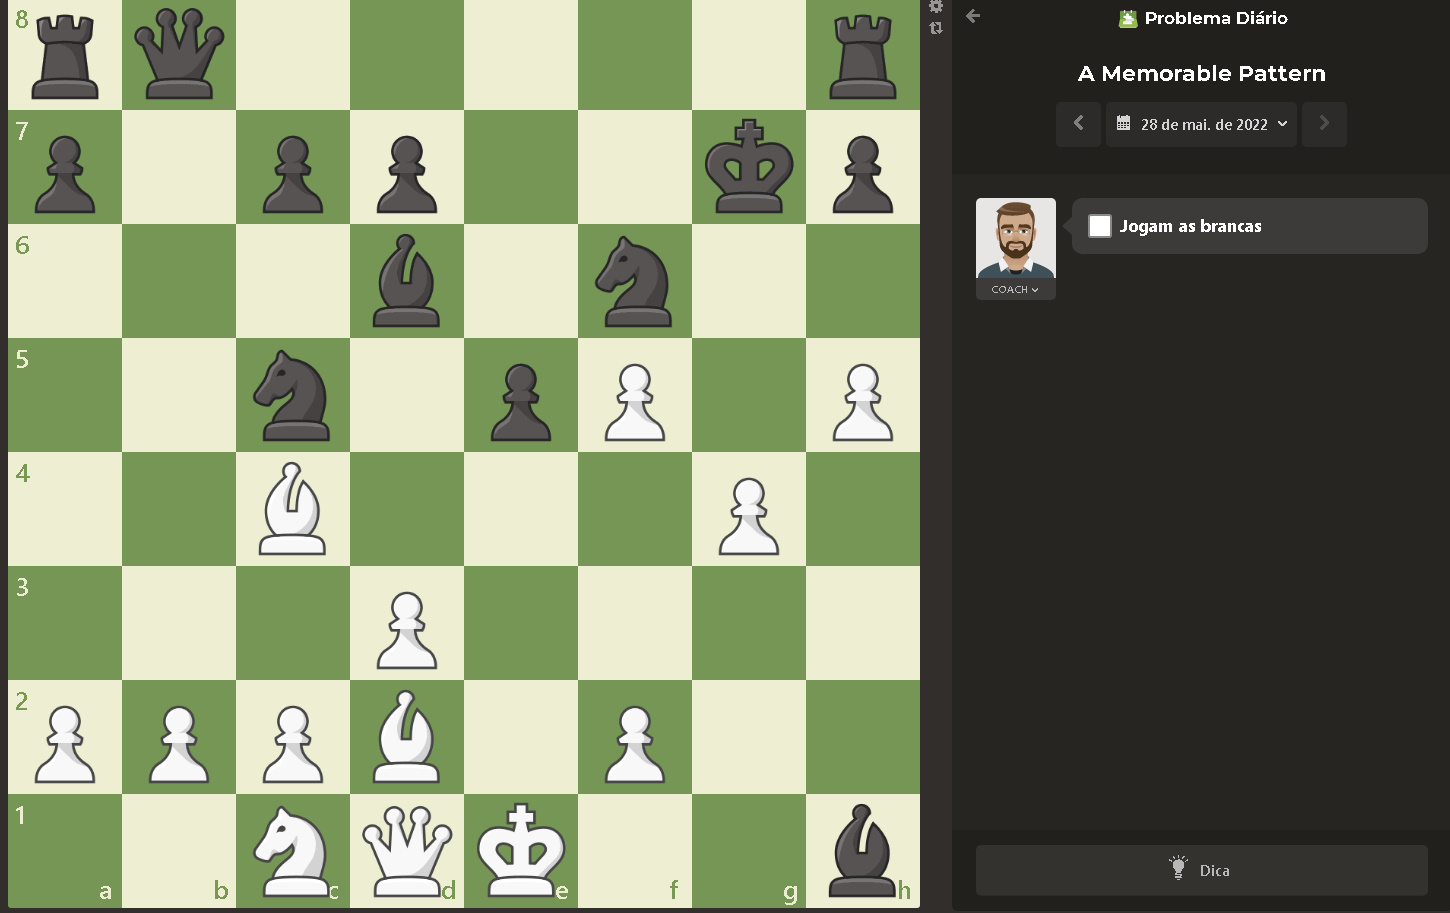 8
7
6
5
4
3
2
1
a b c d e f g h
Problema Diário
A Memorable Pattern
28 de mai. de 2022
Jogam as brancas
COACH
Dica